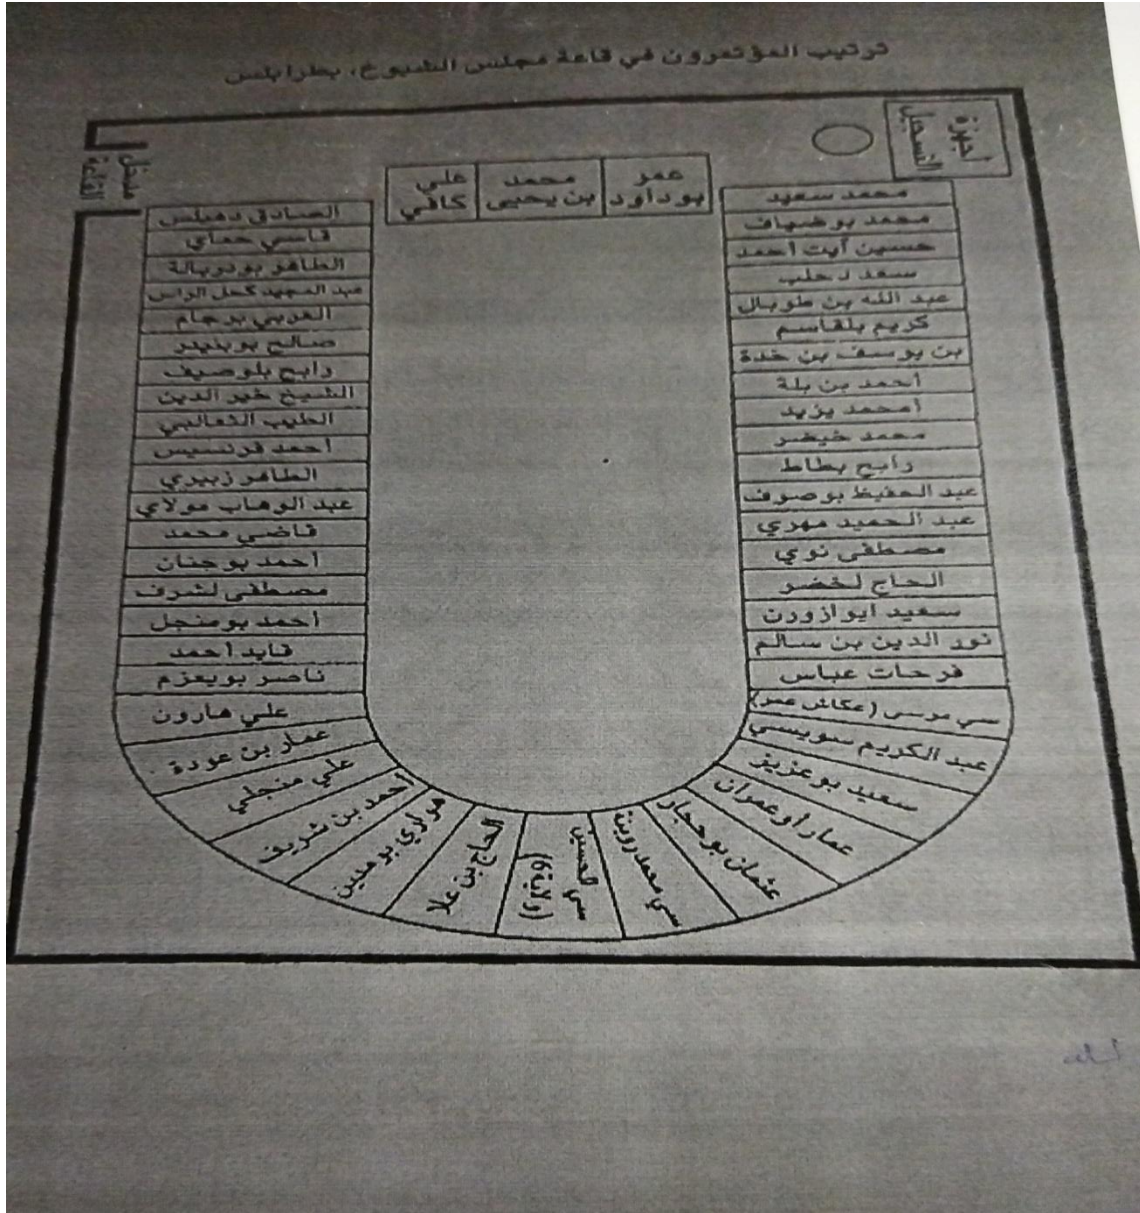 ترتيب المؤتمرون في قاعة مجلس الشيوخ، بطرابلس
أجهزة
التسجيل
مدخل
القاعة
عمر
بوداود
محمد
بن يحيى
علي
كافي
محمد سعيد
محمد بوضياف
حسين آيت أحمد
سعد دحلب
عبد الله بن طوبال
كريم بلقاسم
بن يوسف بن خدة
أحمد بن بلة
أمحمد يزيد
محمد خيضر
رابح بطاط
عبد الحفيظ بوصوف
عبد الحميد مهري
مصطفى نوي
الحاج لخضر
سعيد ايوازورن
نور الدين بن سالم
فرحات عباس
سي مرسى (عكاش عمر)
عبد الكريم سويسي
سعيد بوعزيز
عمار أوعمران
عثمان بوحجار
سي محمد روينة
سي لحسين
(ولاية 6)
الحاج بن علا
هواري بومدين
أحمد بن شريف
علي منجلي
عمار بن عودة
علي هارون
ناصر بويعزم
قايد أحمد
أحمد بومنجل
مصطفى لشرف
أحمد بوجنان
قاضي محمد
عبد الوهاب مولاي
الطاهر زبيري
أحمد فرنسيس
الطيب الثعالبي
الشيخ خير الدين
رابح بلوصيف
صالح بوبنيدر
العربي برجام
عبد المجيد كحل الراس
الطاهر بودربالة
قاسي حماي
الصادق دهيلس